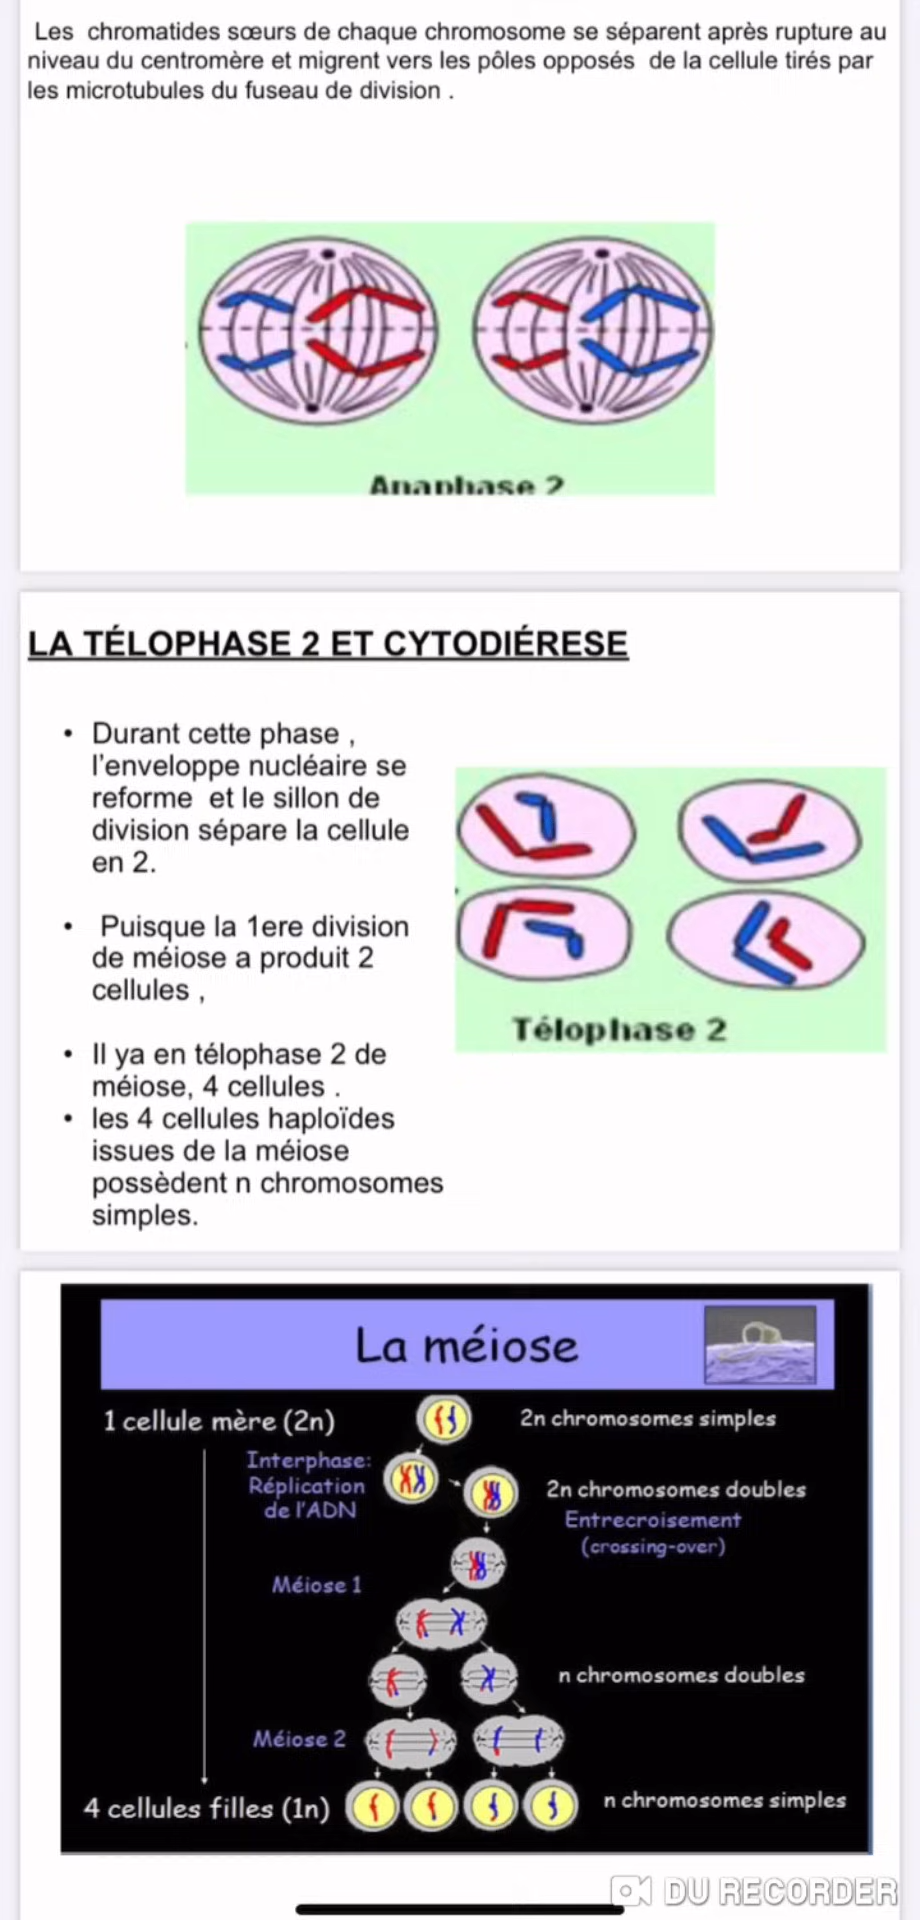 Les chromatides sœurs de chaque chromosome se séparent après rupture au
niveau du centromère et migrent vers les pôles opposés de la cellule tirés par
les microtubules du fuseau de division .
Anaphase 2
LA TÉLOPHASE 2 ET CYTODIÉRESE
• Durant cette phase ,
l'enveloppe nucléaire se
reforme et le sillon de
division sépare la cellule
en 2.
• Puisque la 1ere division
de méiose a produit 2
cellules ,
• Il ya en télophase 2 de
méiose, 4 cellules .
• les 4 cellules haploïdes
issues de la méiose
possèdent n chromosomes
simples.
Télophase 2
La méiose
1 cellule mère (2n)
2n chromosomes simples
Interphase:
Réplication
de l'ADN
2n chromosomes doubles
Entrecroisement
(crossing-over)
Méiose 1
n chromosomes doubles
Méiose 2
4 cellules filles (1n)
n chromosomes simples
DU RECORDER